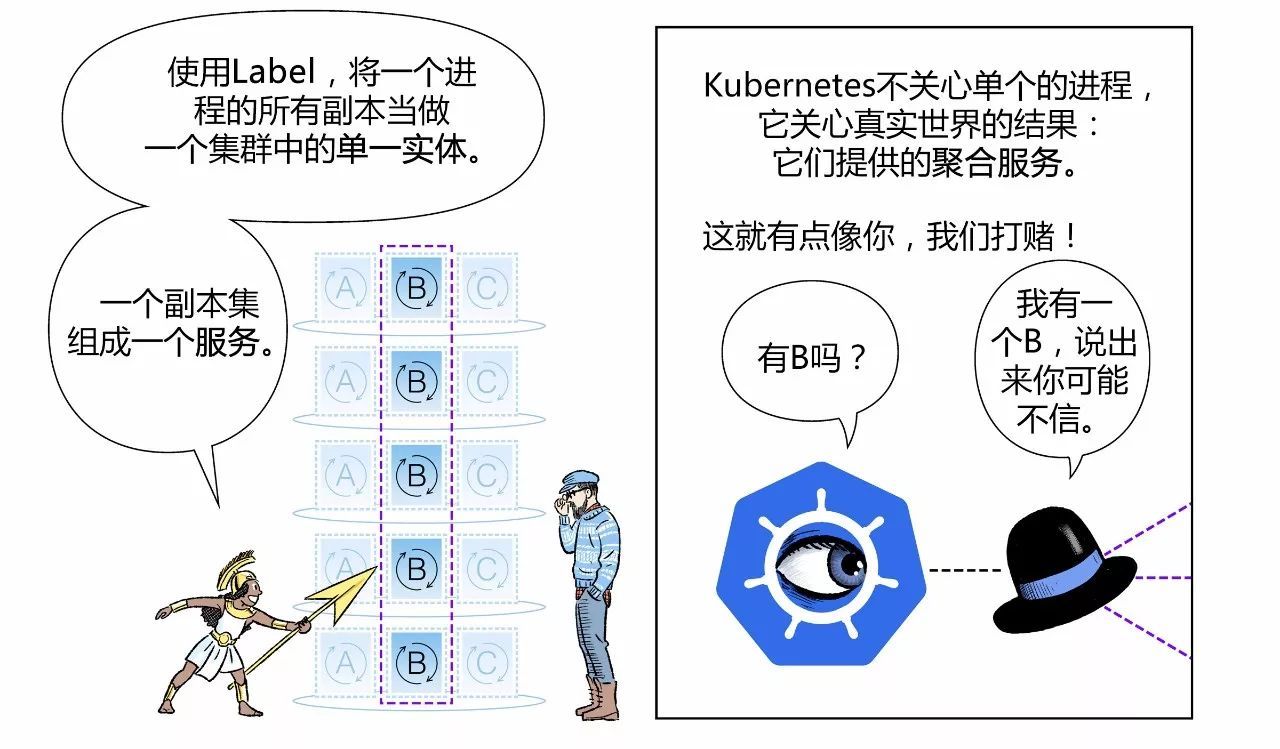 使用Label，将一个进
程的所有副本当做
一个集群中的单一实体。
一个副本集
组成一个服务。
A B C
A B C
A B C
A B C
A B C
Kubernetes不关心单个的进程，
它关心真实世界的结果：
它们提供的聚合服务。
这就有点像你，我们打赌！
有B吗？
我有一
个B，说出
来你可能
不信。